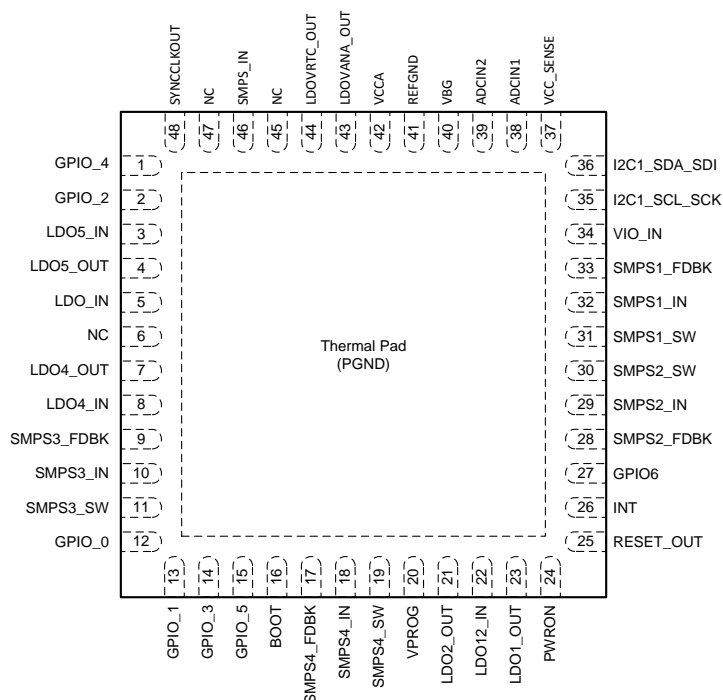 SYNCCLKOUT
NC
SMPS_IN
NC
LDOVRTC_OUT
LDOVANA_OUT
VCCA
REFGND
VBG
ADCIN2
ADCIN1
VCC_SENSE
48
47
46
45
44
43
42
41
40
39
38
37
GPIO_4 1
GPIO_2 2
LDO5_IN 3
LDO5_OUT 4
LDO_IN 5
NC 6
LDO4_OUT 7
LDO4_IN 8
SMPS3_FDBK 9
SMPS3_IN 10
SMPS3_SW 11
GPIO_0 12
Thermal Pad
(PGND)
36 I2C1_SDA_SDI
35 I2C1_SCL_SCK
34 VIO_IN
33 SMPS1_FDBK
32 SMPS1_IN
31 SMPS1_SW
30 SMPS2_SW
29 SMPS2_IN
28 SMPS2_FDBK
27 GPIO6
26 INT
25 RESET_OUT
13
14
15
16
17
18
19
20
21
22
23
24
GPIO_1
GPIO_3
GPIO_5
BOOT
SMPS4_FDBK
SMPS4_IN
SMPS4_SW
VPROG
LDO2_OUT
LDO12_IN
LDO1_OUT
PWRON